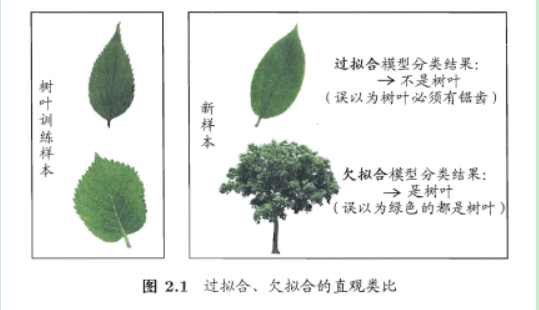 树叶训练样本
新样本
过拟合模型分类结果：
→ 不是树叶
（误以为树叶必须有锯齿）
欠拟合模型分类结果：
→ 是树叶
（误以为绿色的都是树叶）
图 2.1 过拟合、欠拟合的直观类比